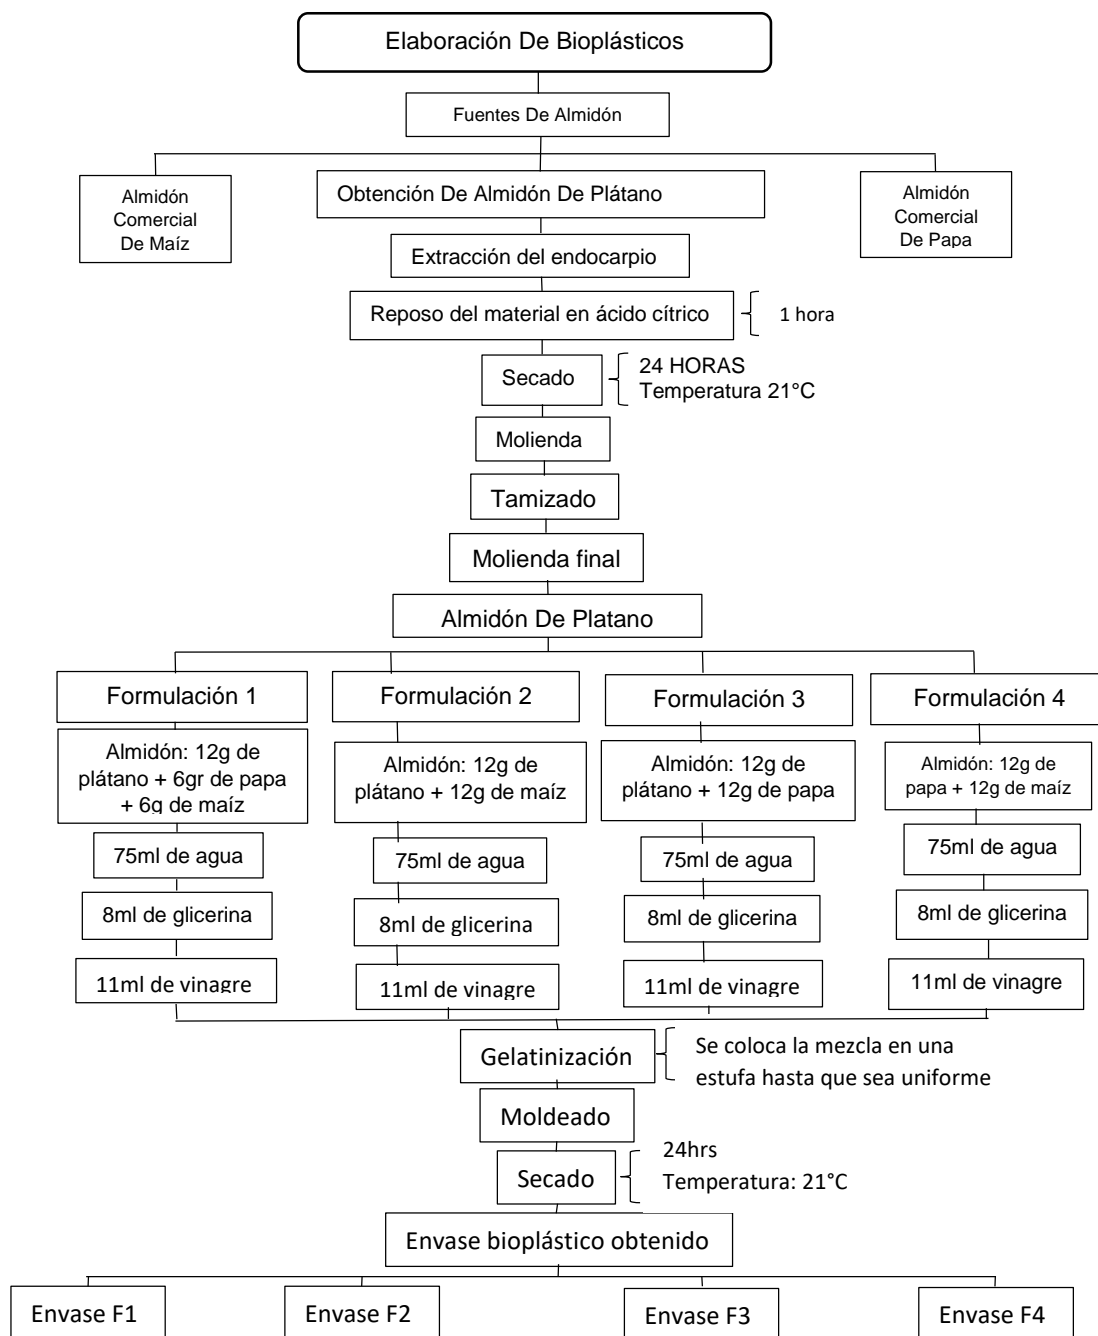 Elaboración De Bioplásticos
Fuentes De Almidón
Almidón
Comercial
De Maíz
Obtención De Almidón De Plátano
Almidón
Comercial
De Papa
Extracción del endocarpio
Reposo del material en ácido cítrico
1 hora
Secado
24 HORAS
Temperatura 21°C
Molienda
Tamizado
Molienda final
Almidón De Platano
Formulación 1
Formulación 2
Formulación 3
Formulación 4
Almidón: 12g de
plátano + 6gr de papa
+ 6g de maíz
Almidón: 12g de
plátano + 12g de maíz
Almidón: 12g de
plátano + 12g de papa
Almidón: 12g de
papa + 12g de maíz
75ml de agua
75ml de agua
75ml de agua
75ml de agua
8ml de glicerina
8ml de glicerina
8ml de glicerina
8ml de glicerina
11ml de vinagre
11ml de vinagre
11ml de vinagre
11ml de vinagre
Gelatinización
Se coloca la mezcla en una
estufa hasta que sea uniforme
Moldeado
Secado
24hrs
Temperatura: 21°C
Envase bioplástico obtenido
Envase F1
Envase F2
Envase F3
Envase F4